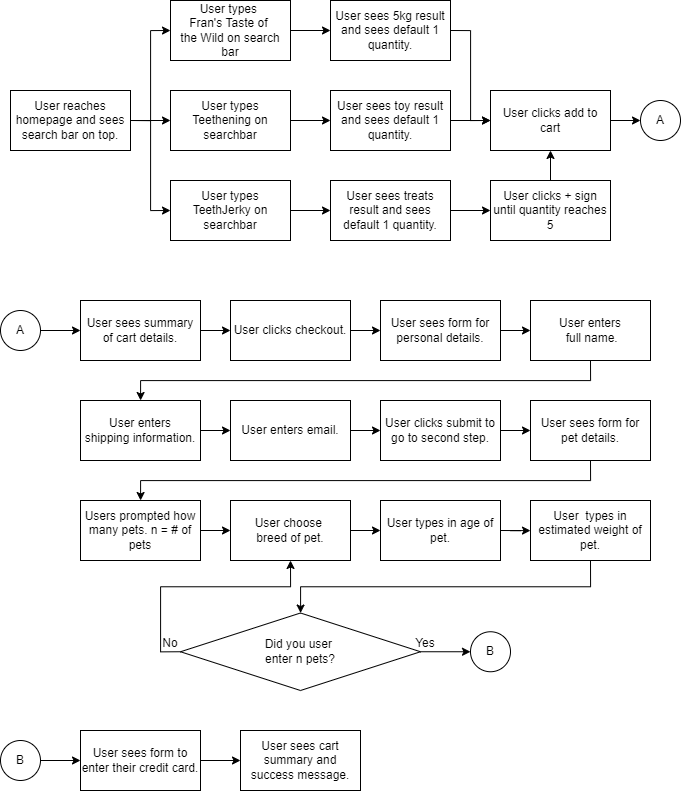 User types
Fran's Taste of
the Wild on search
bar
User sees 5kg result
and sees default 1
quantity.
User reaches
homepage and sees
search bar on top.
User types
Teethening on
searchbar
User sees toy result
and sees default 1
quantity.
User clicks add to
cart
A
User types
TeethJerky on
searchbar
User sees treats
result and sees
default 1 quantity.
User clicks + sign
until quantity reaches
5
A
User sees summary
of cart details.
User clicks checkout.
User sees form for
personal details.
User enters
full name.
User enters
shipping information.
User enters email.
User clicks submit to
go to second step.
User sees form for
pet details.
Users prompted how
many pets. n = # of
pets
User choose
breed of pet.
User types in age of
pet.
User  types in
estimated weight of
pet.
No
Did you user
enter n pets?
Yes
B
B
User sees form to
enter their credit card.
User sees cart
summary and
success message.